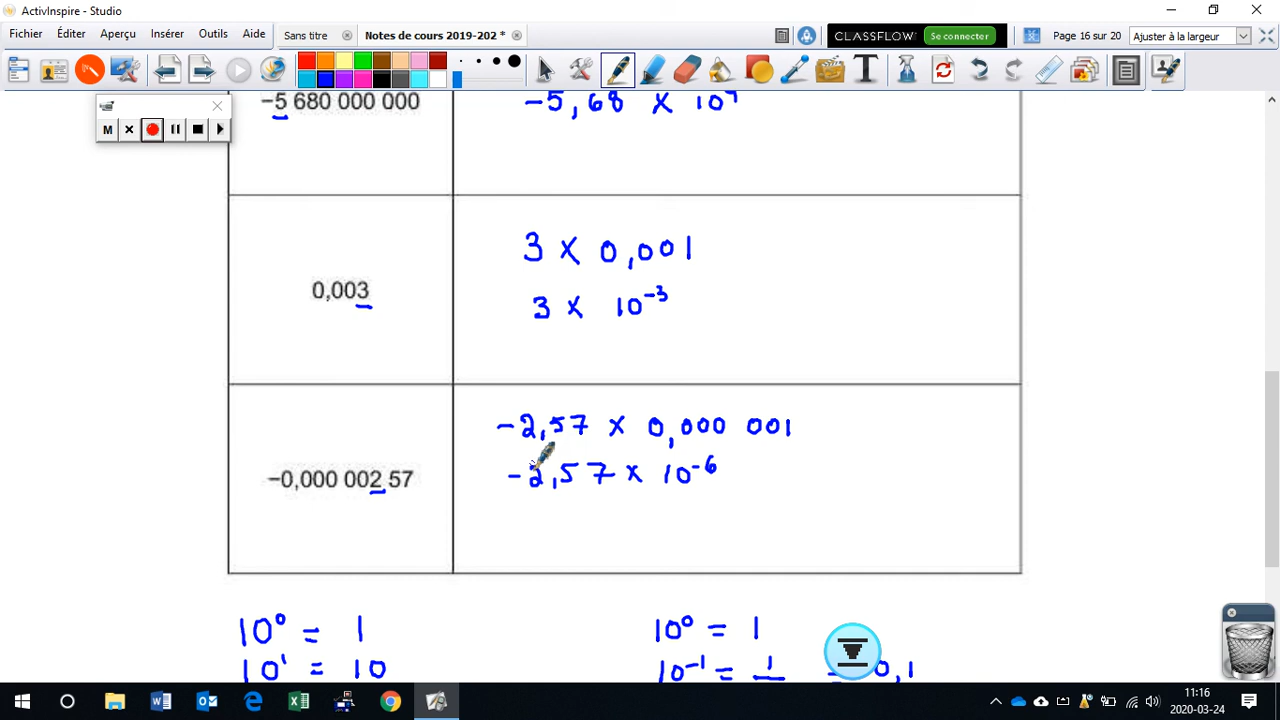 ActivInspire - Studio
Fichier Éditer Aperçu Insérer Outils Aide
Sans titre
Notes de cours 2019-202 *
CLASSFLOW
Se connecter
Page 16 sur 20
Ajuster à la largeur
M
−5 680 000 000
-5,68 x 10
0,003
3 x 0,001
3 x 10⁻³
−0,000 002 57
-2,57 x 0,000 001
-2,57 x 10⁻⁶
10⁰ = 1
10¹ = 10
10⁰ = 1
10⁻¹ = 1 = 0,1
11:16
2020-03-24